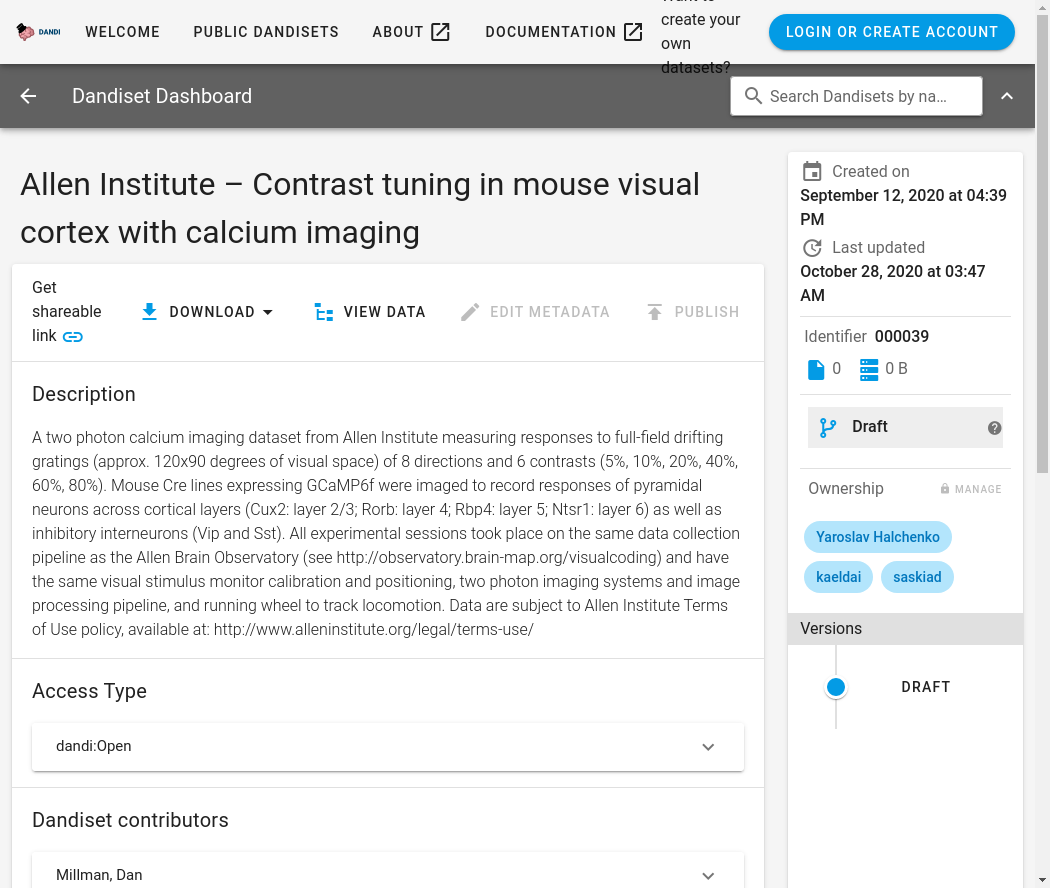 DANDI
WELCOME
PUBLIC DANDISETS
ABOUT
DOCUMENTATION
Want to
create your
own
datasets?
LOGIN OR CREATE ACCOUNT
Dandiset Dashboard
Search Dandisets by na…
Allen Institute – Contrast tuning in mouse visual
cortex with calcium imaging
Get
shareable
link
DOWNLOAD
VIEW DATA
EDIT METADATA
PUBLISH
Description
A two photon calcium imaging dataset from Allen Institute measuring responses to full-field drifting
gratings (approx. 120x90 degrees of visual space) of 8 directions and 6 contrasts (5%, 10%, 20%, 40%,
60%, 80%). Mouse Cre lines expressing GCaMP6f were imaged to record responses of pyramidal
neurons across cortical layers (Cux2: layer 2/3; Rorb: layer 4; Rbp4: layer 5; Ntsr1: layer 6) as well as
inhibitory interneurons (Vip and Sst). All experimental sessions took place on the same data collection
pipeline as the Allen Brain Observatory (see http://observatory.brain-map.org/visualcoding) and have
the same visual stimulus monitor calibration and positioning, two photon imaging systems and image
processing pipeline, and running wheel to track locomotion. Data are subject to Allen Institute Terms
of Use policy, available at: http://www.alleninstitute.org/legal/terms-use/
Access Type
dandi:Open
Dandiset contributors
Millman, Dan
Created on
September 12, 2020 at 04:39
PM
Last updated
October 28, 2020 at 03:47
AM
Identifier 000039
0
0 B
Draft
Ownership
MANAGE
Yaroslav Halchenko
kaeldai
saskiad
Versions
DRAFT